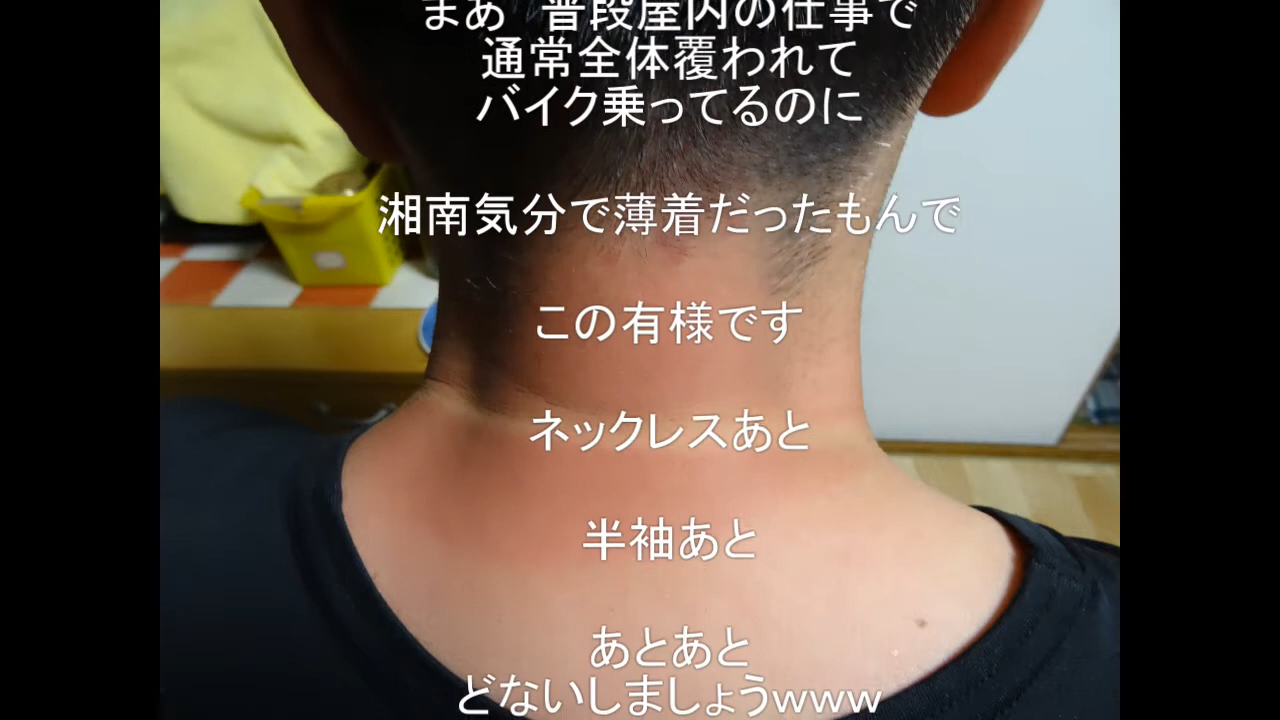 まあ　普段屋内の仕事で
通常全体覆われて
バイク乗ってるのに
湘南気分で薄着だったもんで
この有様です
ネックレスあと
半袖あと
あとあと
どないしましょうwww